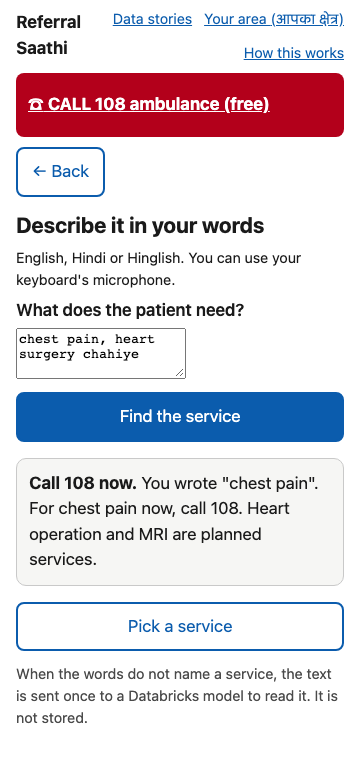 Referral Saathi
Data stories
Your area (आपका क्षेत्र)
How this works
☎ CALL 108 ambulance (free)
← Back
Describe it in your words
English, Hindi or Hinglish. You can use your
keyboard's microphone.
What does the patient need?
chest pain, heart
surgery chahiye
Find the service
Call 108 now. You wrote "chest pain".
For chest pain now, call 108. Heart
operation and MRI are planned
services.
Pick a service
When the words do not name a service, the text
is sent once to a Databricks model to read it. It is
not stored.